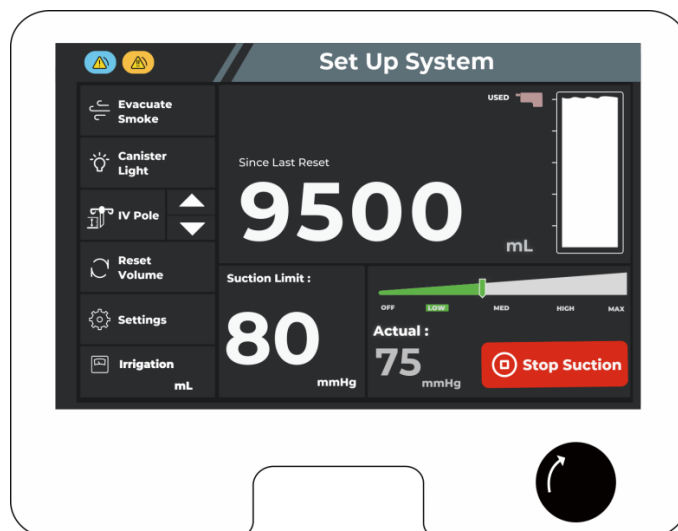 Set Up System
Evacuate
Smoke
Canister
Light
IV Pole
Reset
Volume
Settings
Irrigation
mL
USED
Since Last Reset
9500
mL
Suction Limit :
80
mmHg
OFF LOW MED HIGH MAX
Actual :
75
mmHg
Stop Suction